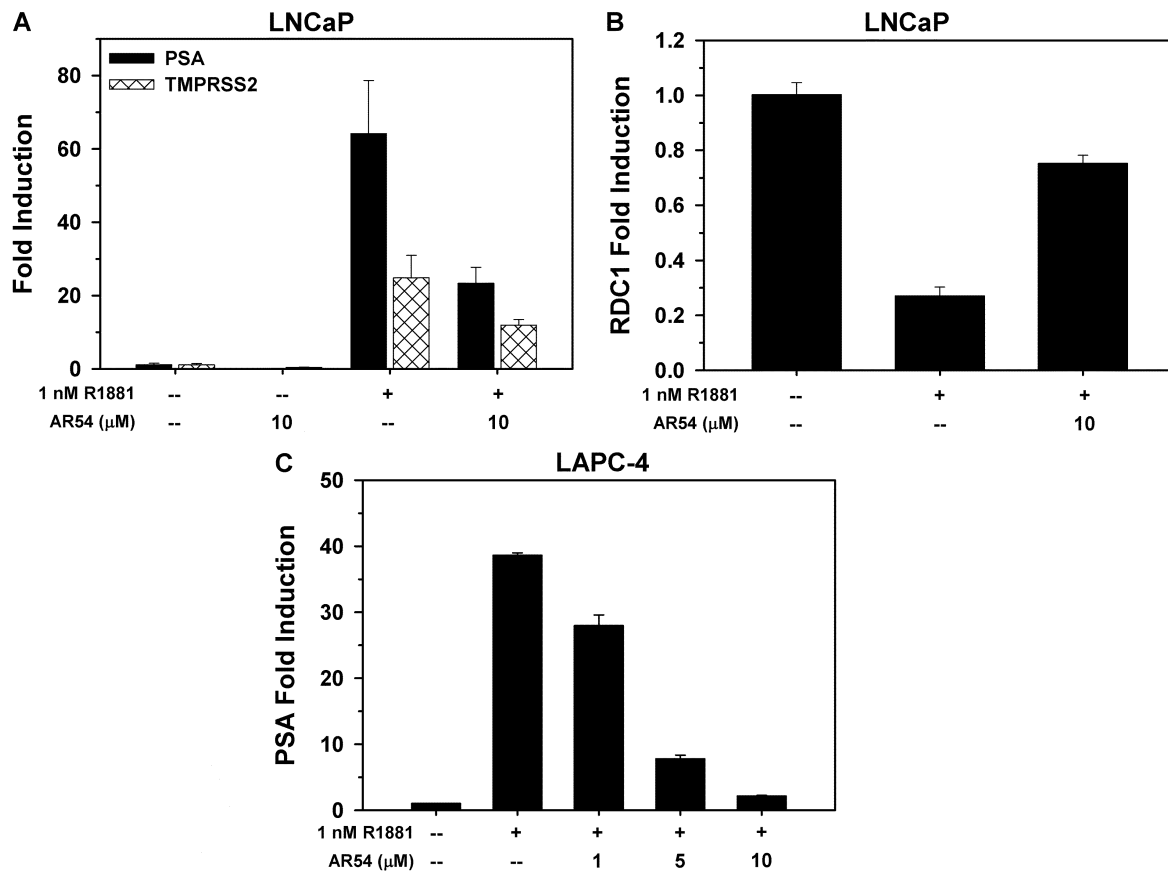 A
LNCaP
PSA
TMPRSS2
Fold Induction
80
60
40
20
0
1 nM R1881 -- -- + +
AR54 (μM) -- 10 -- 10
B
LNCaP
RDC1 Fold Induction
1.2
1.0
0.8
0.6
0.4
0.2
0.0
1 nM R1881 -- + +
AR54 (μM) -- -- 10
C
LAPC-4
PSA Fold Induction
50
40
30
20
10
0
1 nM R1881 -- + + + +
AR54 (μM) -- -- 1 5 10